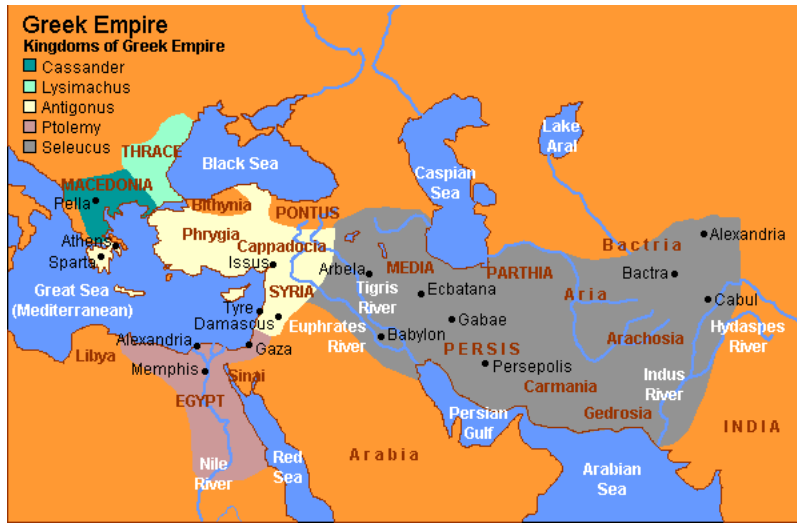 Greek Empire
Kingdoms of Greek Empire
Cassander
Lysimachus
Antigonus
Ptolemy
Seleucus
THRACE
Black Sea
Caspian
Sea
Lake
Aral
MACEDONIA
Pella
Bithynia
PONTUS
Athens
Sparta
Phrygia
Cappadocia
Issus
Arbela
MEDIA
PARTHIA
Bactria
Alexandria
Bactra
Great Sea
(Mediterranean)
SYRIA
Tigris
River
Ecbatana
Aria
Cabul
Tyre
Damascus
Euphrates
River
Gabae
Babylon
Arachosia
Hydaspes
River
Alexandria
Gaza
Libya
Memphis
Sinai
PERSIS
Persepolis
Carmania
Indus
River
EGYPT
Persian
Gulf
Gedrosia
INDIA
Nile
River
Red
Sea
Arabia
Arabian
Sea